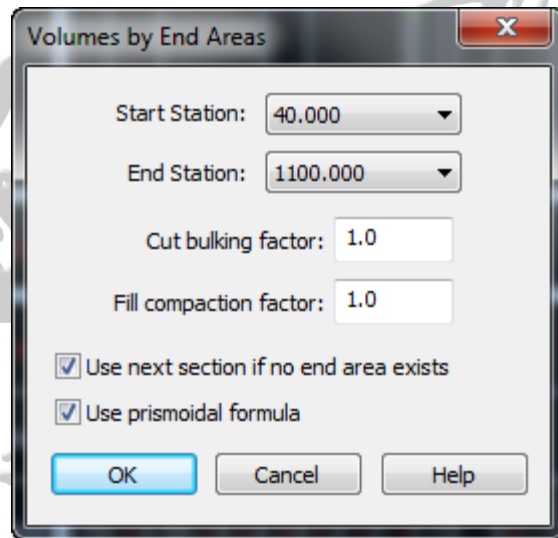 Volumes by End Areas
Start Station: 40.000
End Station: 1100.000
Cut bulking factor: 1.0
Fill compaction factor: 1.0
Use next section if no end area exists
Use prismoidal formula
OK Cancel Help